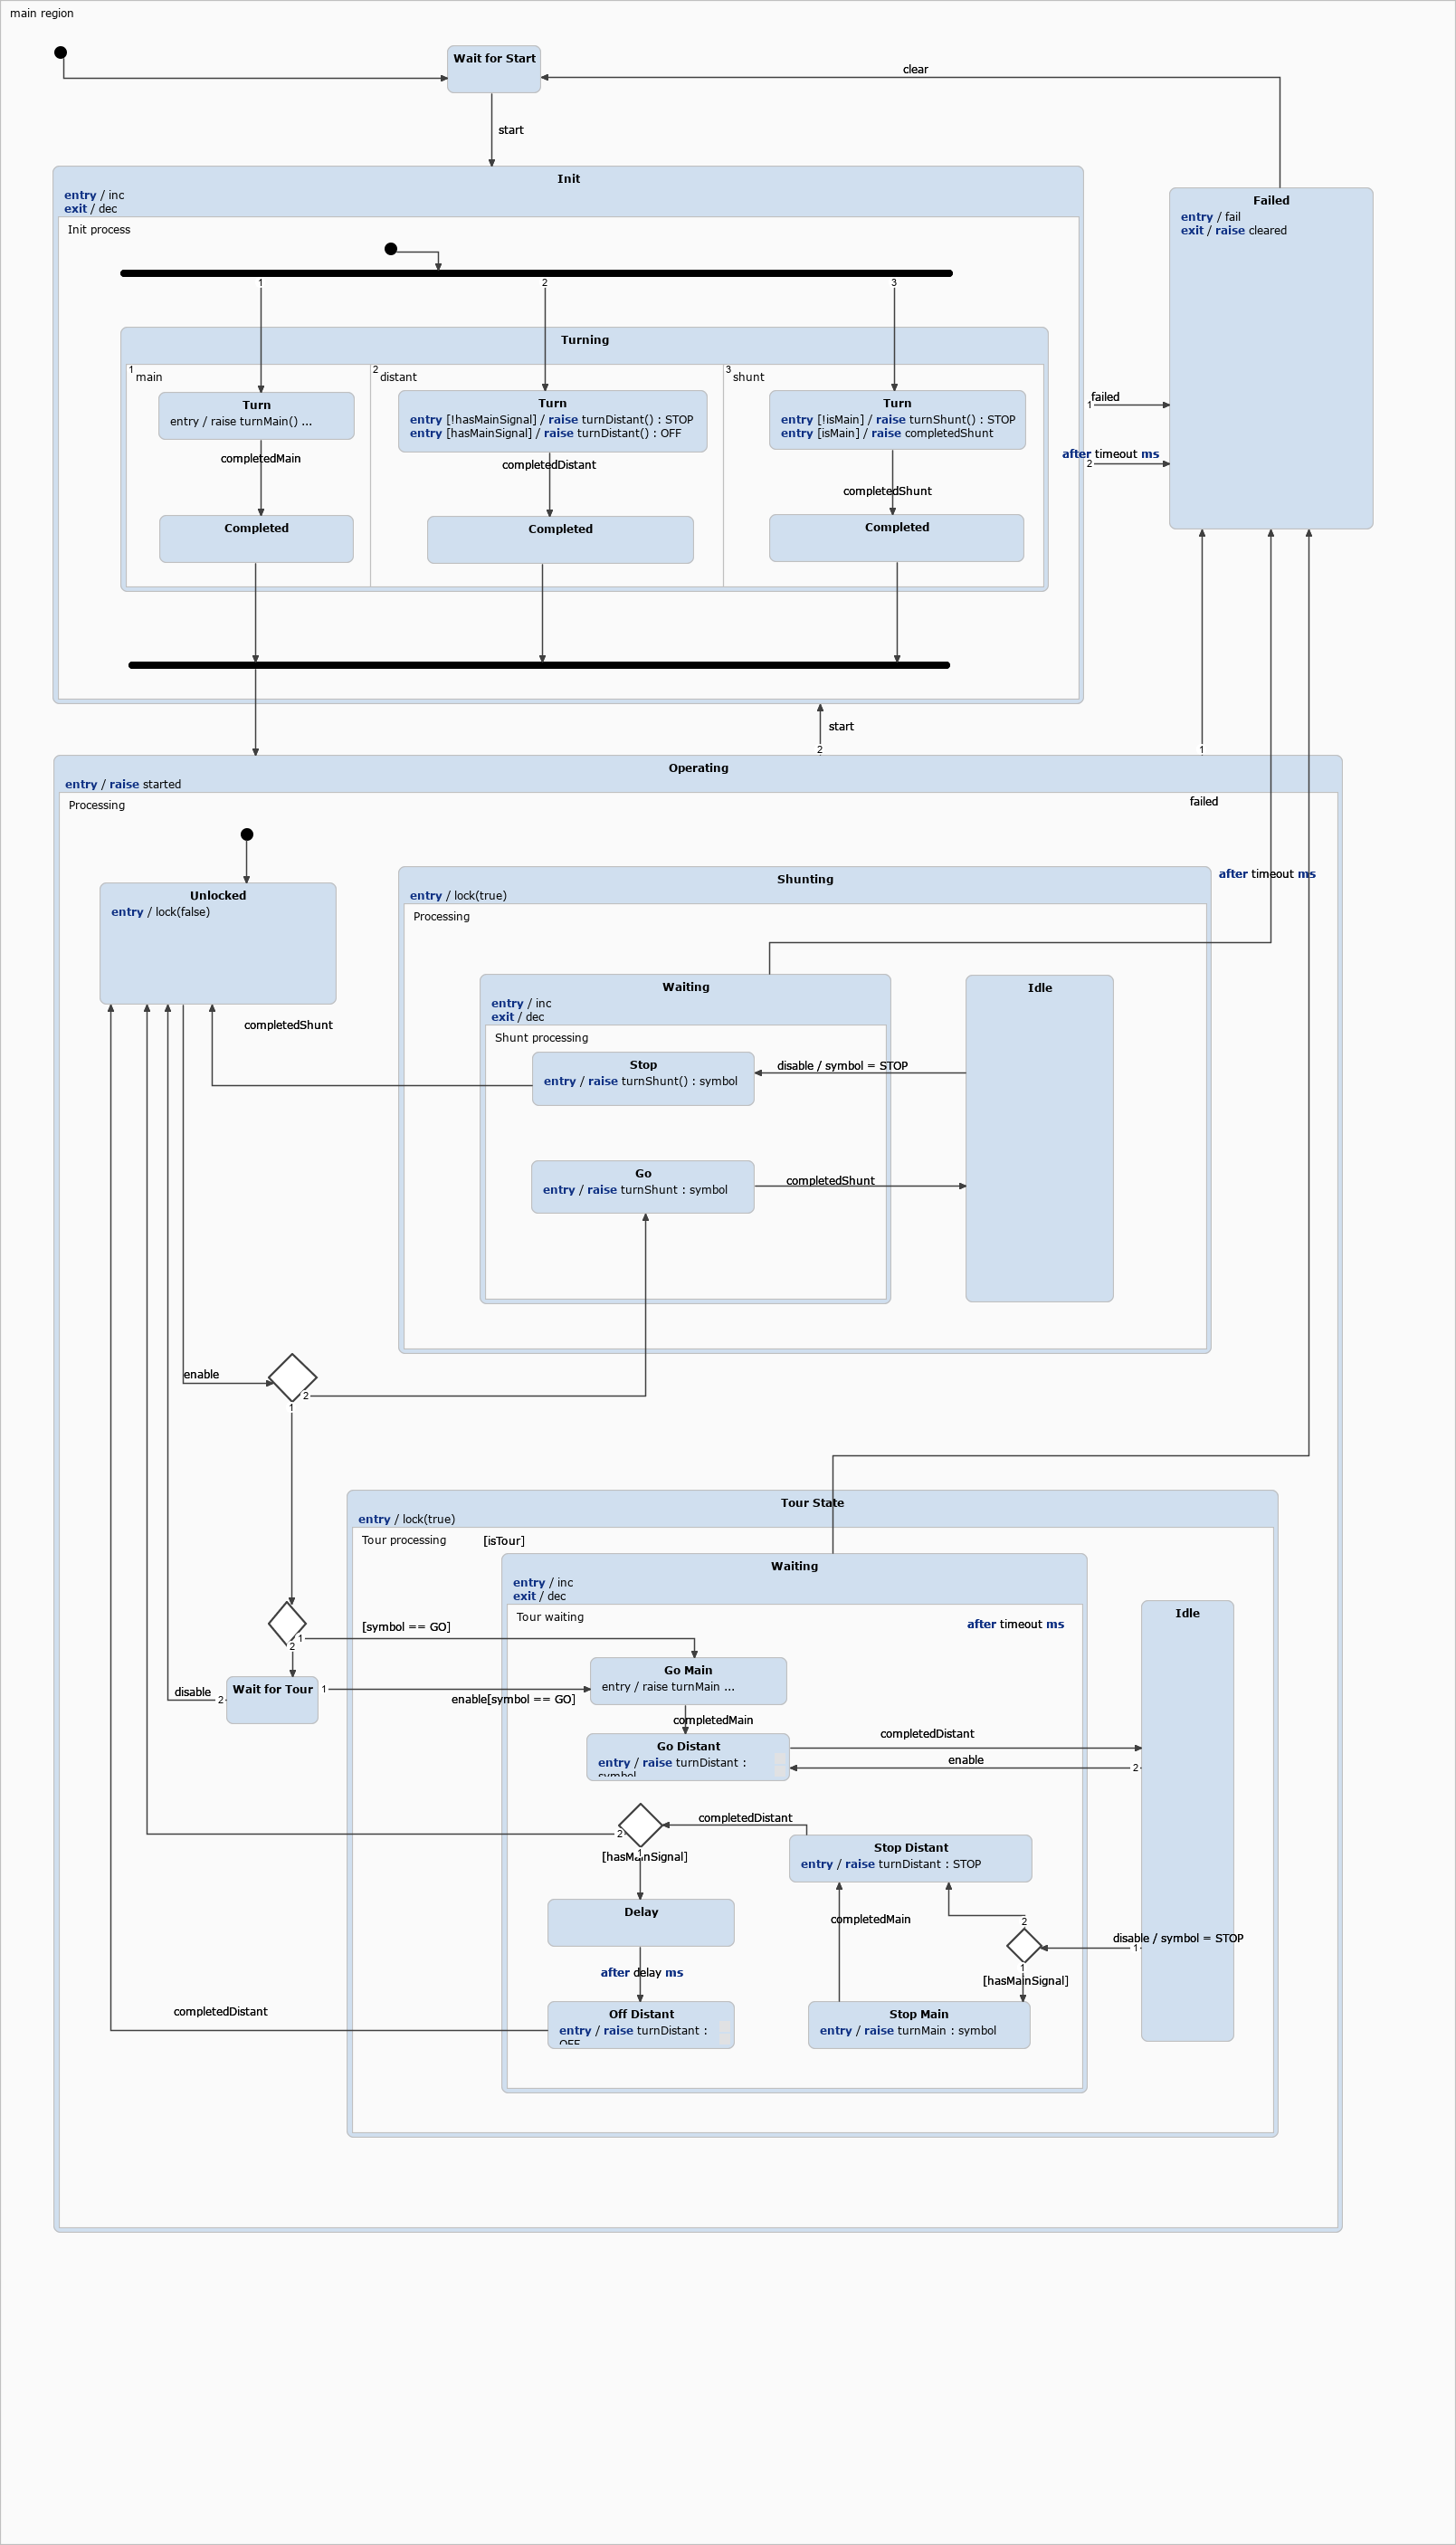 main region
Wait for Start
clear
start
Init
entry / inc
exit / dec
Init process
Failed
entry / fail
exit / raise cleared
1
2
3
Turning
1 main
2 distant
3 shunt
Turn
entry / raise turnMain() ...
Turn
entry [!hasMainSignal] / raise turnDistant() : STOP
entry [hasMainSignal] / raise turnDistant() : OFF
Turn
entry [!isMain] / raise turnShunt() : STOP
entry [isMain] / raise completedShunt
failed
1
after timeout ms
2
completedMain
completedDistant
completedShunt
Completed
Completed
Completed
start
2
1
Operating
entry / raise started
Processing
failed
Unlocked
entry / lock(false)
Shunting
entry / lock(true)
Processing
after timeout ms
Waiting
entry / inc
exit / dec
Shunt processing
Idle
completedShunt
Stop
entry / raise turnShunt() : symbol
disable / symbol = STOP
Go
entry / raise turnShunt : symbol
completedShunt
enable
2
1
Tour State
entry / lock(true)
Tour processing
[isTour]
Waiting
entry / inc
exit / dec
Tour waiting
after timeout ms
Idle
[symbol == GO]
1
2
Wait for Tour
1
disable
2
enable[symbol == GO]
Go Main
entry / raise turnMain ...
completedMain
Go Distant
entry / raise turnDistant :
symbol
completedDistant
enable
2
completedDistant
2
1
[hasMainSignal]
Stop Distant
entry / raise turnDistant : STOP
Delay
completedMain
2
disable / symbol = STOP
1
1
[hasMainSignal]
after delay ms
completedDistant
Off Distant
entry / raise turnDistant :
OFF
Stop Main
entry / raise turnMain : symbol